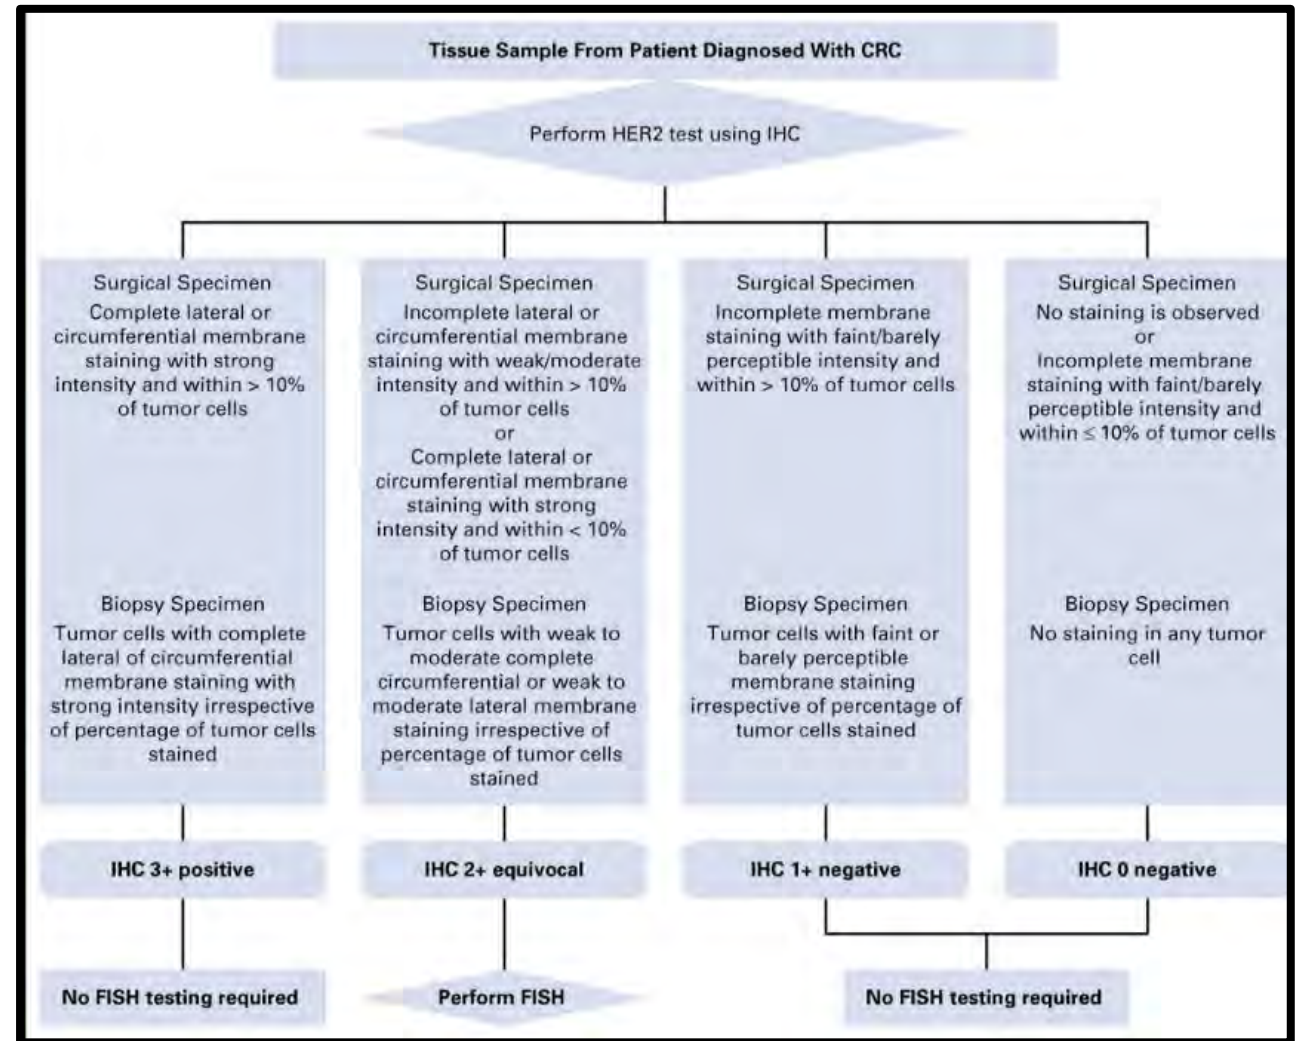 Tissue Sample From Patient Diagnosed With CRC
Perform HER2 test using IHC
Surgical Specimen
Complete lateral or
circumferential membrane
staining with strong
intensity and within > 10%
of tumor cells
Biopsy Specimen
Tumor cells with complete
lateral of circumferential
membrane staining with
strong intensity irrespective
of percentage of tumor cells
stained
IHC 3+ positive
No FISH testing required
Surgical Specimen
Incomplete lateral or
circumferential membrane
staining with weak/moderate
intensity and within > 10%
of tumor cells
or
Complete lateral or
circumferential membrane
staining with strong
intensity and within < 10%
of tumor cells
Biopsy Specimen
Tumor cells with weak to
moderate complete
circumferential or weak to
moderate lateral membrane
staining irrespective of
percentage of tumor cells
stained
IHC 2+ equivocal
Perform FISH
Surgical Specimen
Incomplete membrane
staining with faint/barely
perceptible intensity and
within > 10% of tumor cells
Biopsy Specimen
Tumor cells with faint or
barely perceptible
membrane staining
irrespective of percentage of
tumor cells stained
IHC 1+ negative
Surgical Specimen
No staining is observed
or
Incomplete membrane
staining with faint/barely
perceptible intensity and
within ≤ 10% of tumor cells
Biopsy Specimen
No staining in any tumor
cell
IHC 0 negative
No FISH testing required